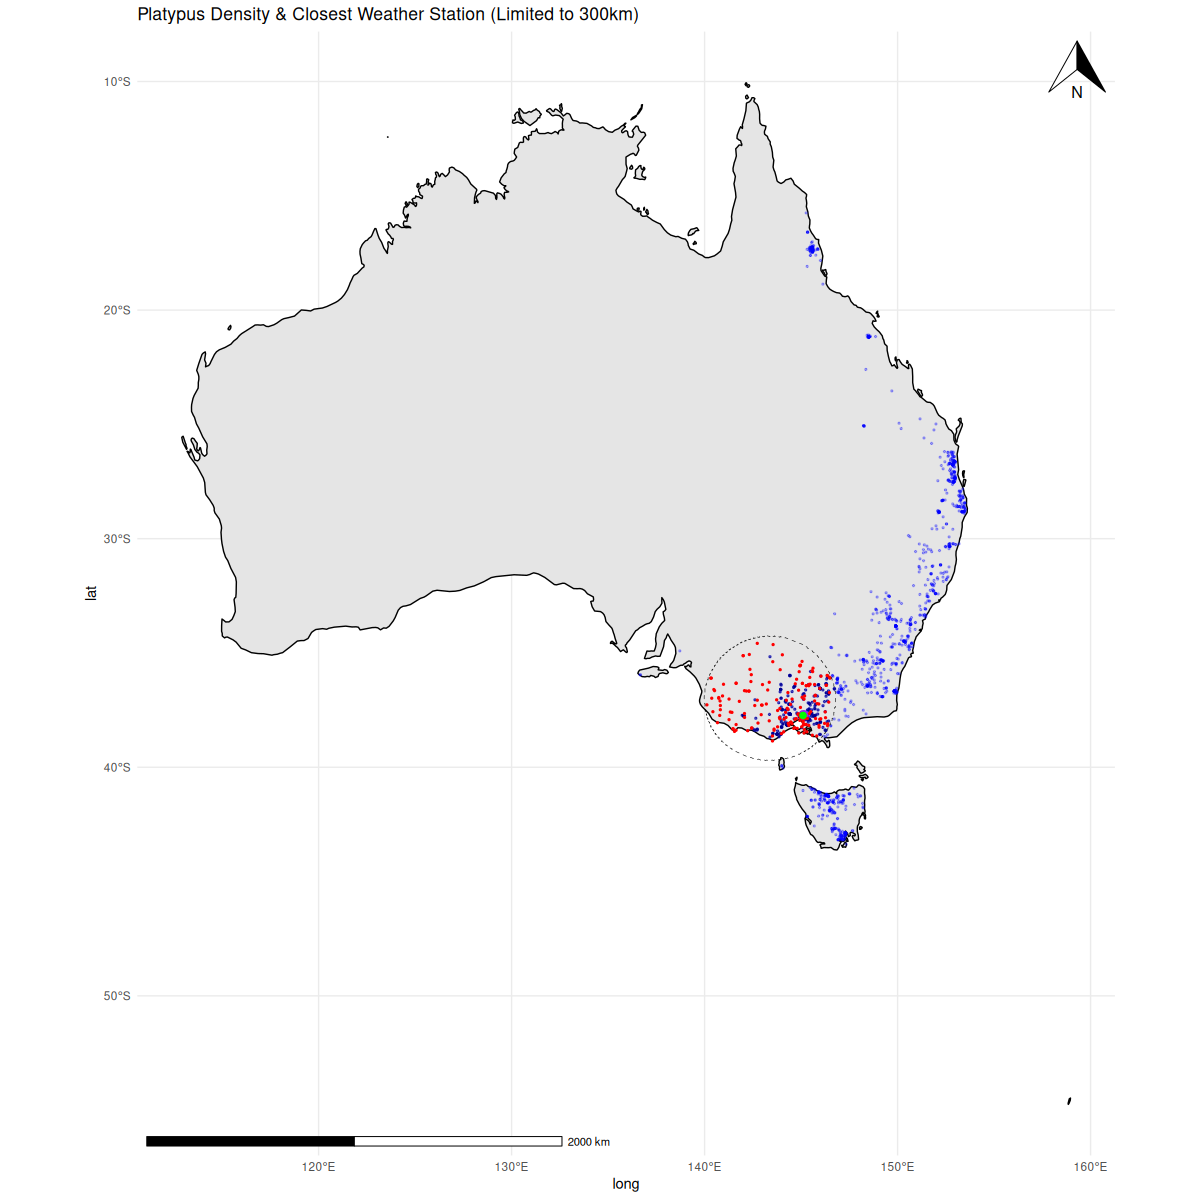 Platypus Density & Closest Weather Station (Limited to 300km)
N
10°S
20°S
30°S
40°S
50°S
lat
2000 km
120°E
130°E
140°E
150°E
160°E
long